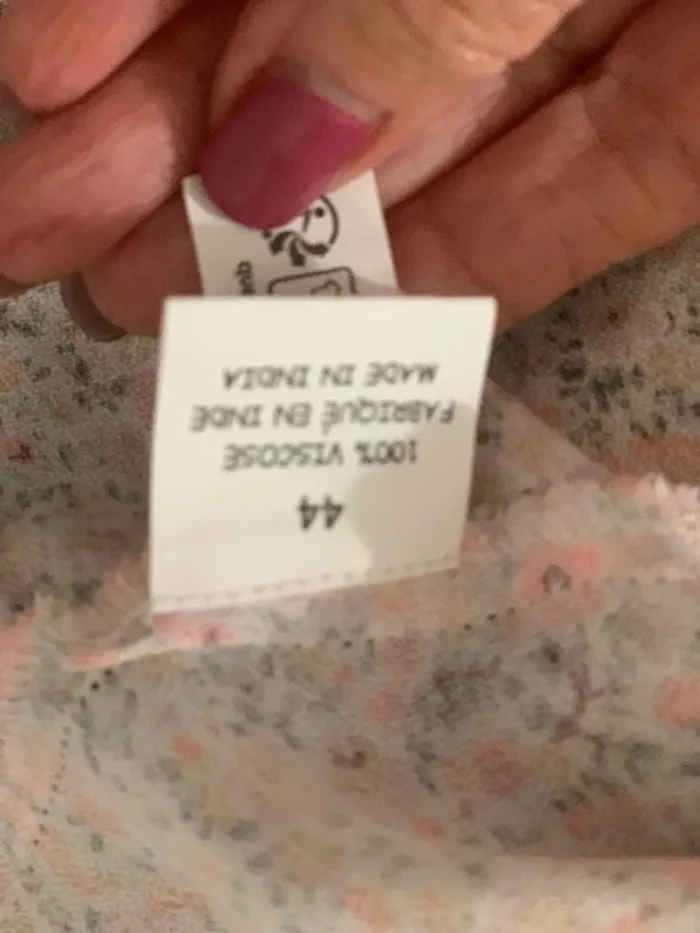 44
100% VISCOSE
FABRIQUÉ EN INDE
MADE IN INDIA